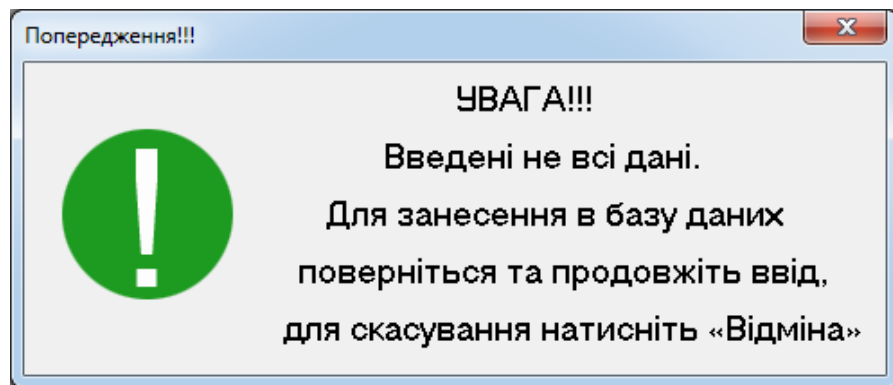 Попередження!!!
УВАГА!!!
Введені не всі дані.
Для занесення в базу даних
поверніться та продовжіть ввід,
для скасування натисніть «Відміна»